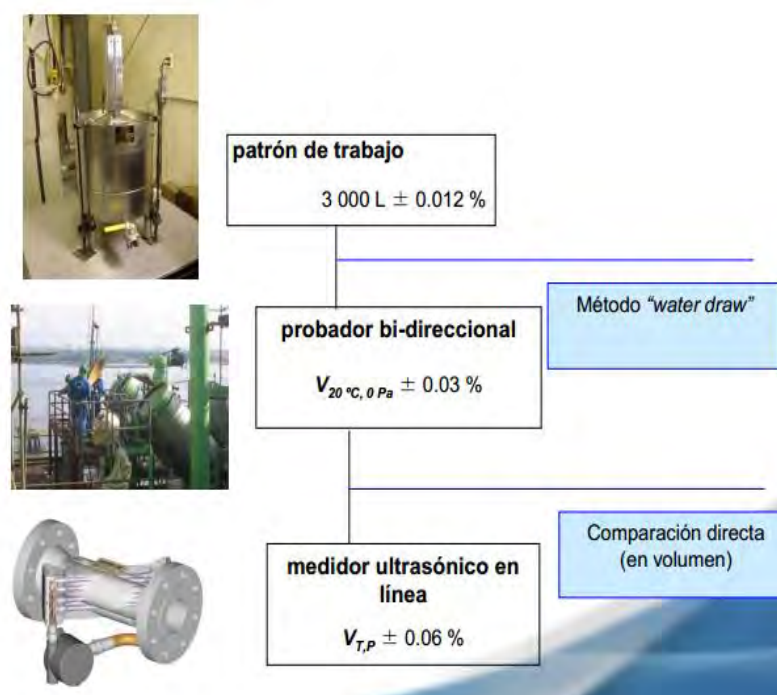 patrón de trabajo
3 000 L ± 0.012 %
Método "water draw"
probador bi-direccional
V20 ºC, 0 Pa ± 0.03 %
Comparación directa
(en volumen)
medidor ultrasónico en
línea
VT,P ± 0.06 %